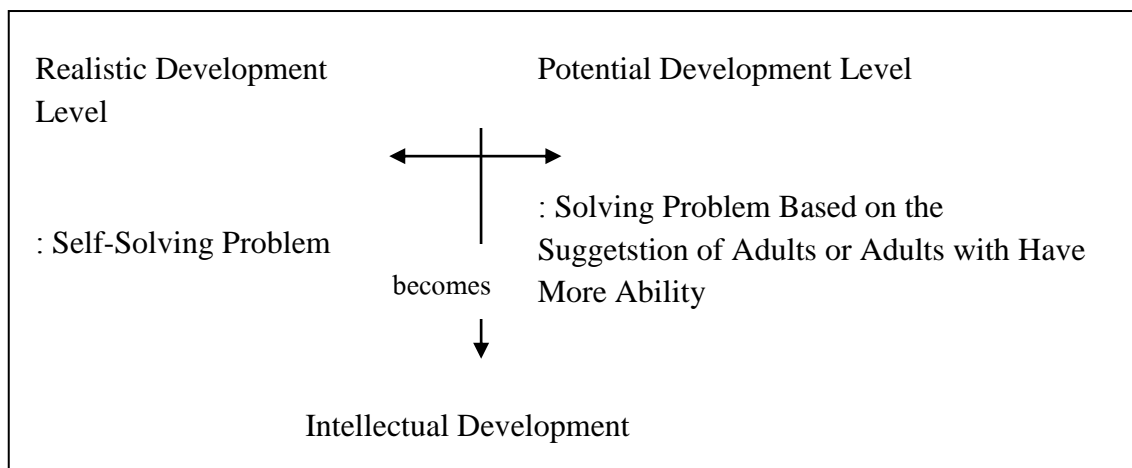 Realistic Development
Level
Potential Development Level
: Self-Solving Problem
: Solving Problem Based on the
Suggetstion of Adults or Adults with Have
More Ability
becomes
Intellectual Development